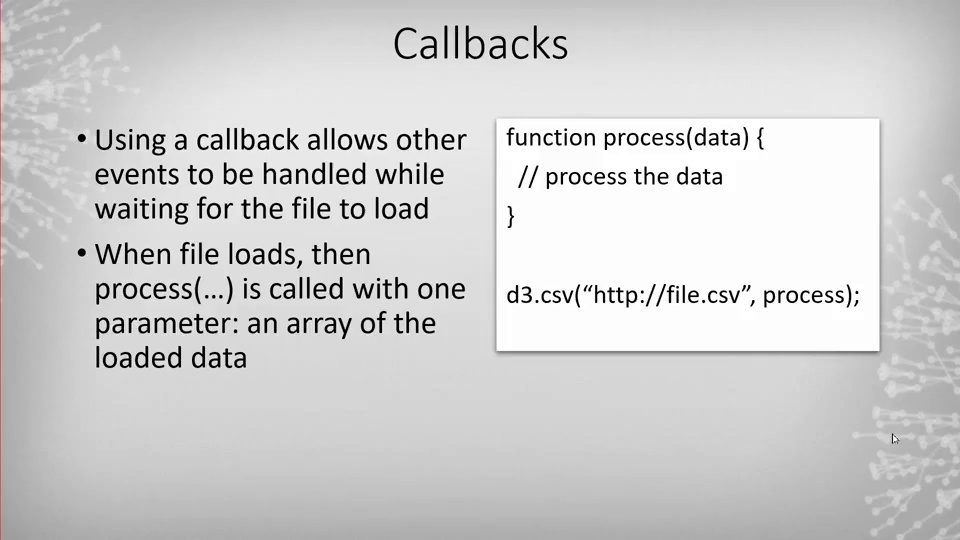 Callbacks
• Using a callback allows other
events to be handled while
waiting for the file to load
• When file loads, then
process(…) is called with one
parameter: an array of the
loaded data
function process(data) {
// process the data
}
d3.csv(“http://file.csv”, process);